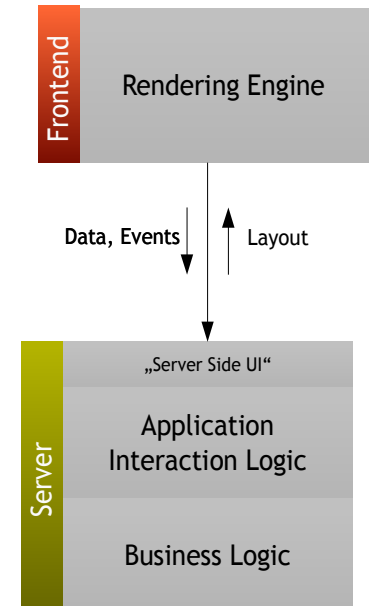 Frontend
Rendering Engine
Data, Events
Layout
„Server Side UI“
Server
Application
Interaction Logic
Business Logic